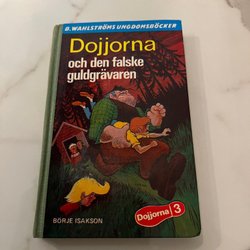 B. WAHLSTRÖMS UNGDOMSBÖCKER
Dojjorna
och den falske
guldgrävaren
Dojjorna 3
BÖRJE ISAKSON